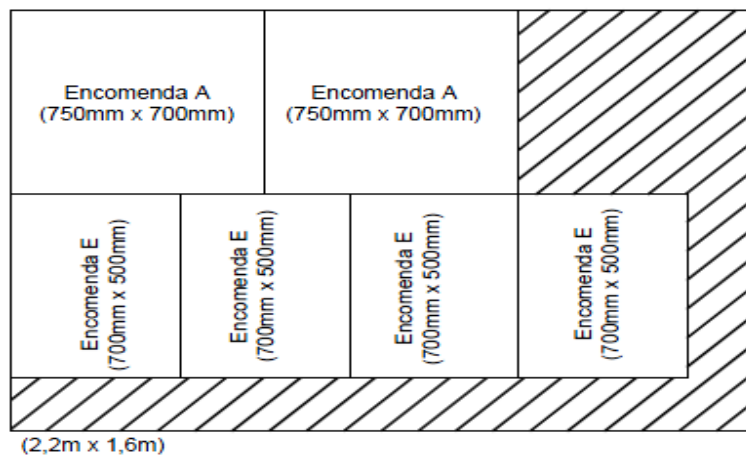 Encomenda A
(750mm x 700mm)
Encomenda A
(750mm x 700mm)
Encomenda E
(700mm x 500mm)
Encomenda E
(700mm x 500mm)
Encomenda E
(700mm x 500mm)
Encomenda E
(700mm x 500mm)
(2,2m x 1,6m)